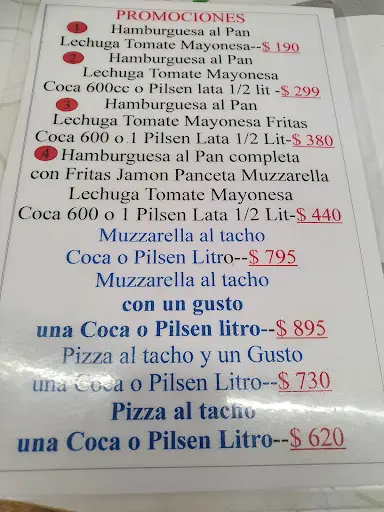 PROMOCIONES
1 Hamburguesa al Pan
Lechuga Tomate Mayonesa--$ 190
2 Hamburguesa al Pan
Lechuga Tomate Mayonesa
Coca 600cc o Pilsen lata 1/2 lit -$ 299
3 Hamburguesa al Pan
Lechuga Tomate Mayonesa Fritas
Coca 600 o 1 Pilsen Lata 1/2 Lit-$ 380
4 Hamburguesa al Pan completa
con Fritas Jamon Panceta Muzzarella
Lechuga Tomate Mayonesa
Coca 600 o 1 Pilsen Lata 1/2 Lit-$ 440
Muzzarella al tacho
Coca o Pilsen Litro--$ 795
Muzzarella al tacho
con un gusto
una Coca o Pilsen litro--$ 895
Pizza al tacho y un Gusto
una Coca o Pilsen Litro--$ 730
Pizza al tacho
una Coca o Pilsen Litro--$ 620